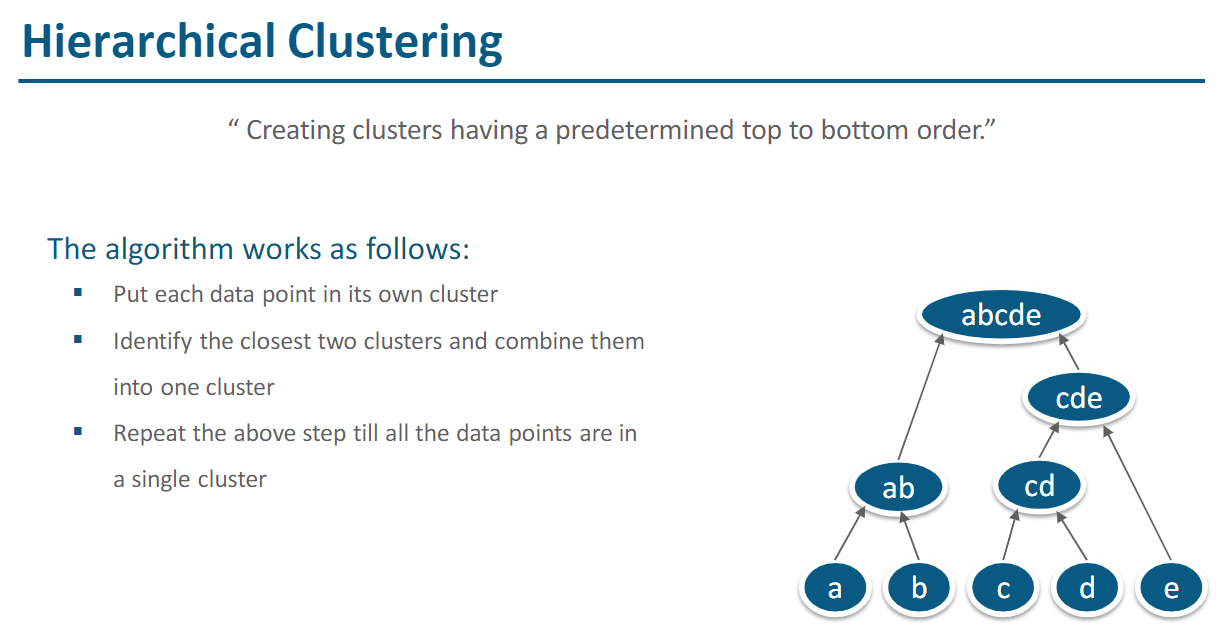 Hierarchical Clustering
“ Creating clusters having a predetermined top to bottom order.”
The algorithm works as follows:
▪ Put each data point in its own cluster
▪ Identify the closest two clusters and combine them
into one cluster
▪ Repeat the above step till all the data points are in
a single cluster
abcde
cde
ab cd
a b c d e